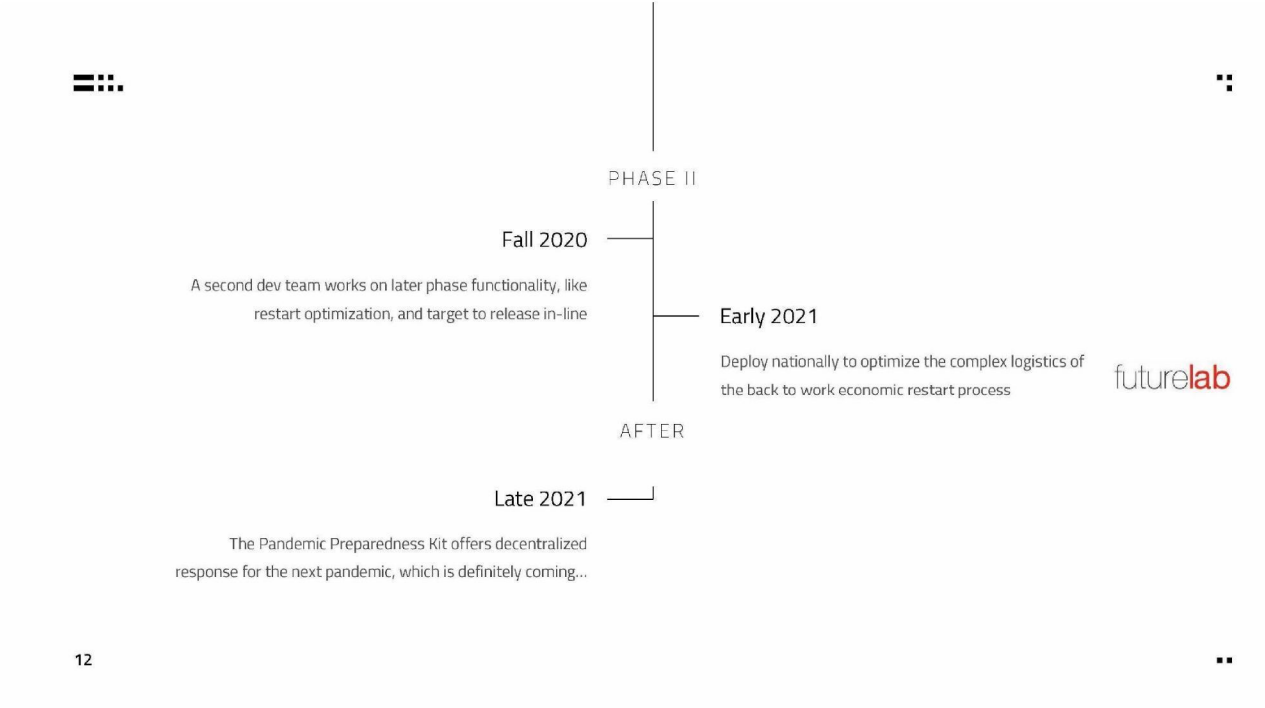 PHASE II
Fall 2020
A second dev team works on later phase functionality, like
restart optimization, and target to release in-line
Early 2021
Deploy nationally to optimize the complex logistics of
the back to work economic restart process
futurelab
AFTER
Late 2021
The Pandemic Preparedness Kit offers decentralized
response for the next pandemic, which is definitely coming...
12